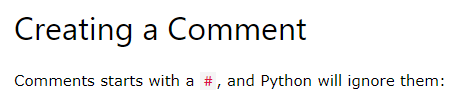 Creating a Comment
Comments starts with a #, and Python will ignore them: